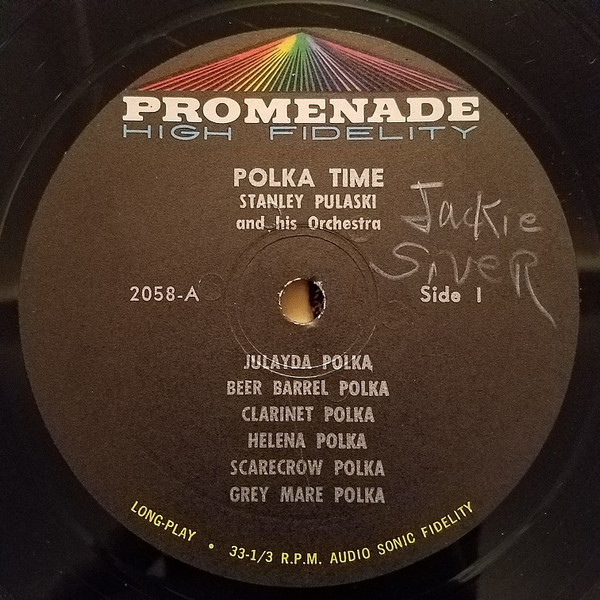 PROMENADE
HIGH FIDELITY
POLKA TIME
STANLEY PULASKI
and his Orchestra
Jackie
SIVER
2058-A
Side 1
JULAYDA POLKA
BEER BARREL POLKA
CLARINET POLKA
HELENA POLKA
SCARECROW POLKA
GREY MARE POLKA
LONG-PLAY • 33-1/3 R.P.M. AUDIO SONIC FIDELITY